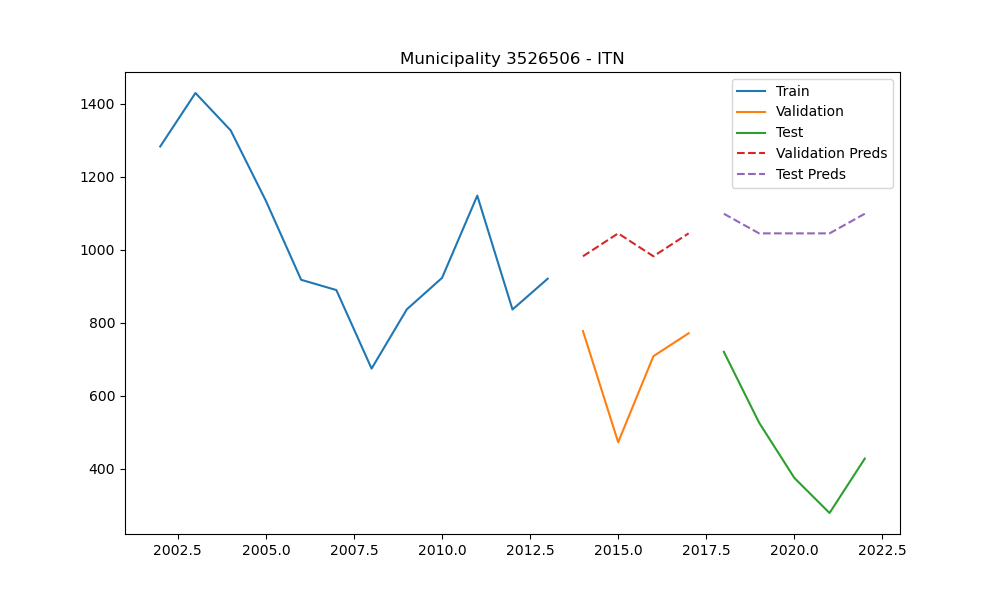 Municipality 3526506 - ITN
1400
1200
1000
800
600
400
Train
Validation
Test
Validation Preds
Test Preds
2002.5 2005.0 2007.5 2010.0 2012.5 2015.0 2017.5 2020.0 2022.5